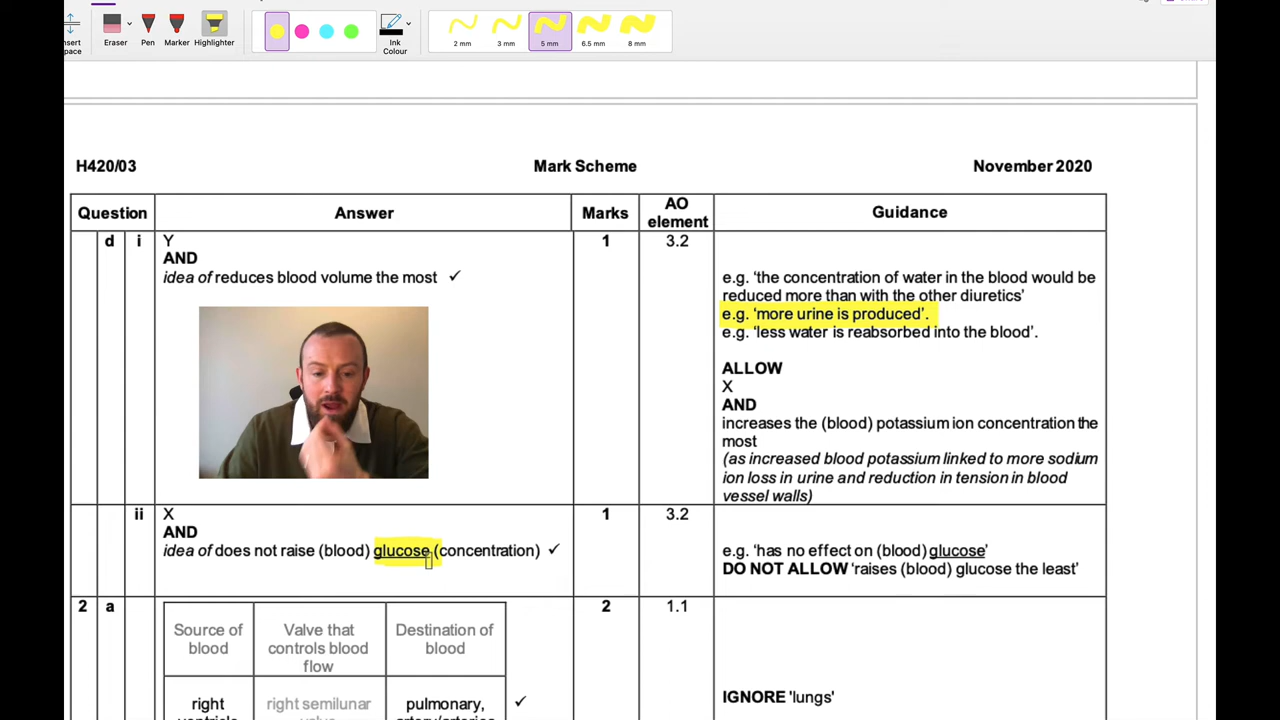 nsert
space
Eraser
Pen
Marker
Highlighter
Ink
Colour
2 mm
3 mm
5 mm
6.5 mm
8 mm
H420/03
Mark Scheme
November 2020
Question
Answer
Marks
AO
element
Guidance
d
i
Y
AND
idea of reduces blood volume the most ✓
1
3.2
e.g. ‘the concentration of water in the blood would be
reduced more than with the other diuretics’
e.g. ‘more urine is produced’.
e.g. ‘less water is reabsorbed into the blood’.
ALLOW
X
AND
increases the (blood) potassium ion concentration the
most
(as increased blood potassium linked to more sodium
ion loss in urine and reduction in tension in blood
vessel walls)
ii
X
AND
idea of does not raise (blood) glucose (concentration) ✓
1
3.2
e.g. ‘has no effect on (blood) glucose’
DO NOT ALLOW ‘raises (blood) glucose the least’
2
a
Source of
blood
Valve that
controls blood
flow
Destination of
blood
right
ventricle
right semilunar
valve
pulmonary,
artery/arteries
✓
2
1.1
IGNORE 'lungs'